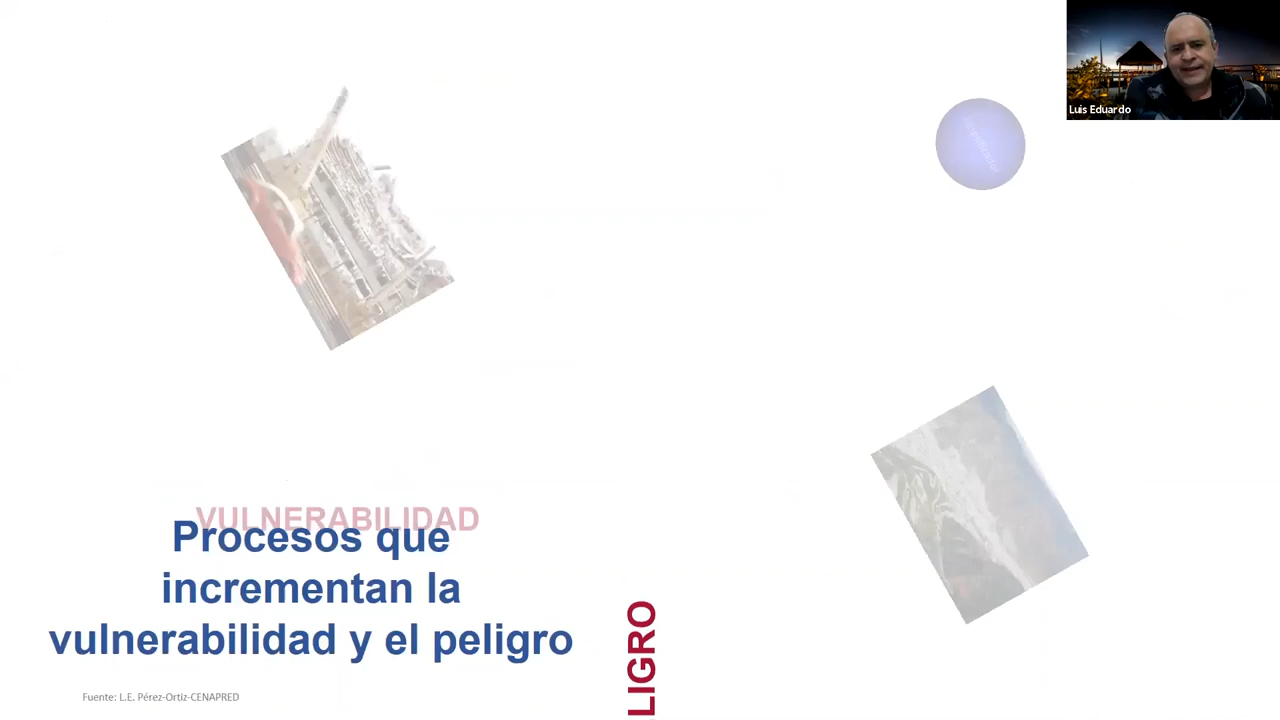 Luis Eduardo
VULNERABILIDAD
Procesos que
incrementan la
vulnerabilidad y el peligro
LIGRO
Fuente: L.E. Pérez-Ortiz-CENAPRED